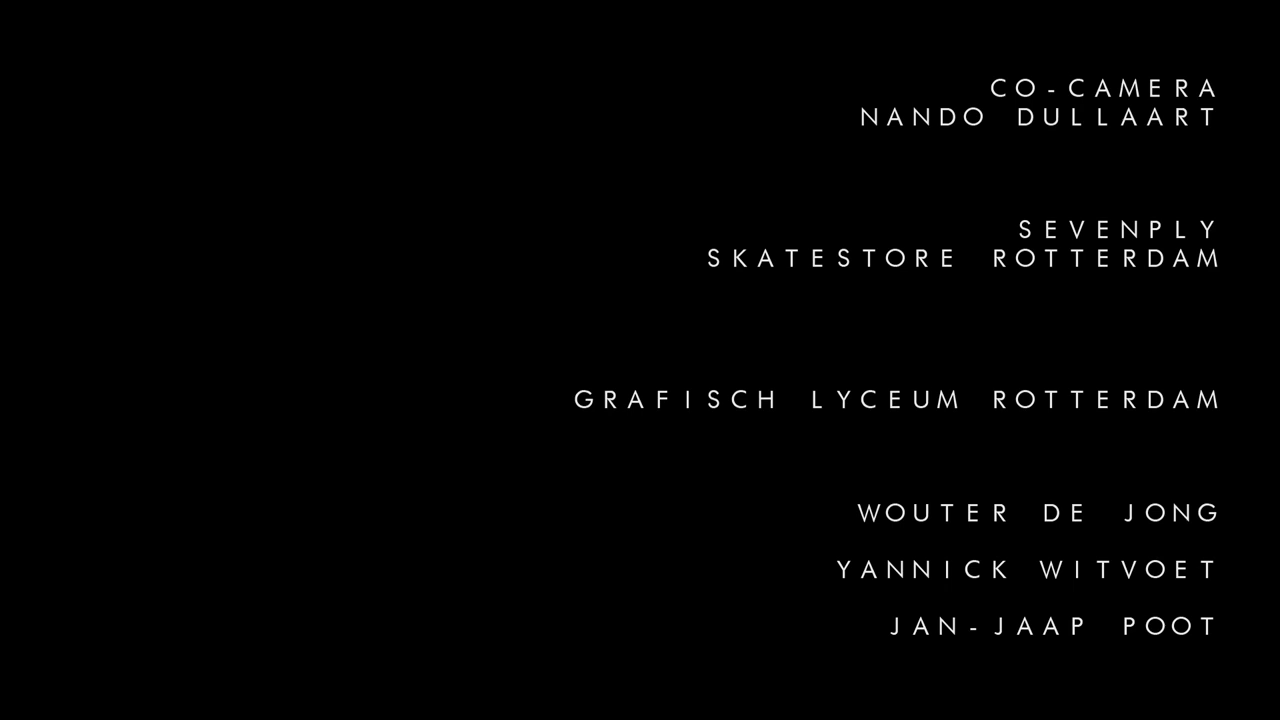 CO-CAMERA
NANDO DULLAART
SEVENPLY
SKATESTORE ROTTERDAM
GRAFISCH LYCEUM ROTTERDAM
WOUTER DE JONG
YANNICK WITVOET
JAN-JAAP POOT